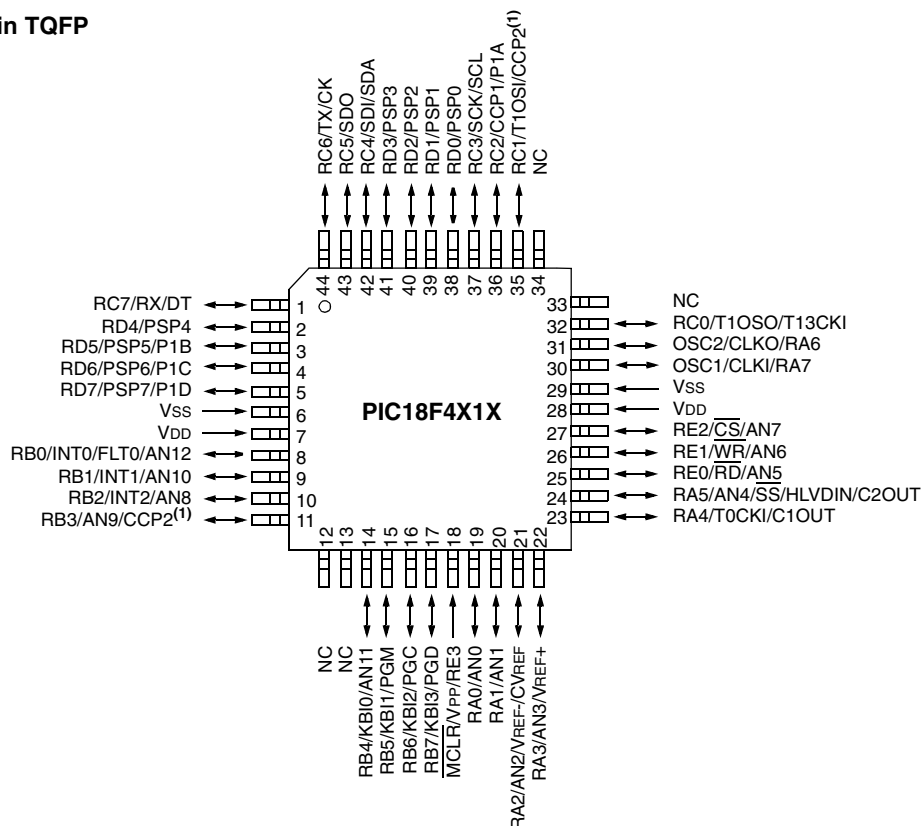 in TQFP
RC6/TX/CK
RC5/SDO
RC4/SDI/SDA
RD3/PSP3
RD2/PSP2
RD1/PSP1
RD0/PSP0
RC3/SCK/SCL
RC2/CCP1/P1A
RC1/T1OSI/CCP2(1)
NC
44
43
42
41
40
39
38
37
36
35
34
RC7/RX/DT 1
RD4/PSP4 2
RD5/PSP5/P1B 3
RD6/PSP6/P1C 4
RD7/PSP7/P1D 5
VSS 6
VDD 7
RB0/INT0/FLT0/AN12 8
RB1/INT1/AN10 9
RB2/INT2/AN8 10
RB3/AN9/CCP2(1) 11
PIC18F4X1X
33 NC
32 RC0/T1OSO/T13CKI
31 OSC2/CLKO/RA6
30 OSC1/CLKI/RA7
29 VSS
28 VDD
27 RE2/CS/AN7
26 RE1/WR/AN6
25 RE0/RD/AN5
24 RA5/AN4/SS/HLVDIN/C2OUT
23 RA4/T0CKI/C1OUT
12
13
14
15
16
17
18
19
20
21
22
NC
NC
RB4/KBI0/AN11
RB5/KBI1/PGM
RB6/KBI2/PGC
RB7/KBI3/PGD
MCLR/VPP/RE3
RA0/AN0
RA1/AN1
RA2/AN2/VREF-/CVREF
RA3/AN3/VREF+